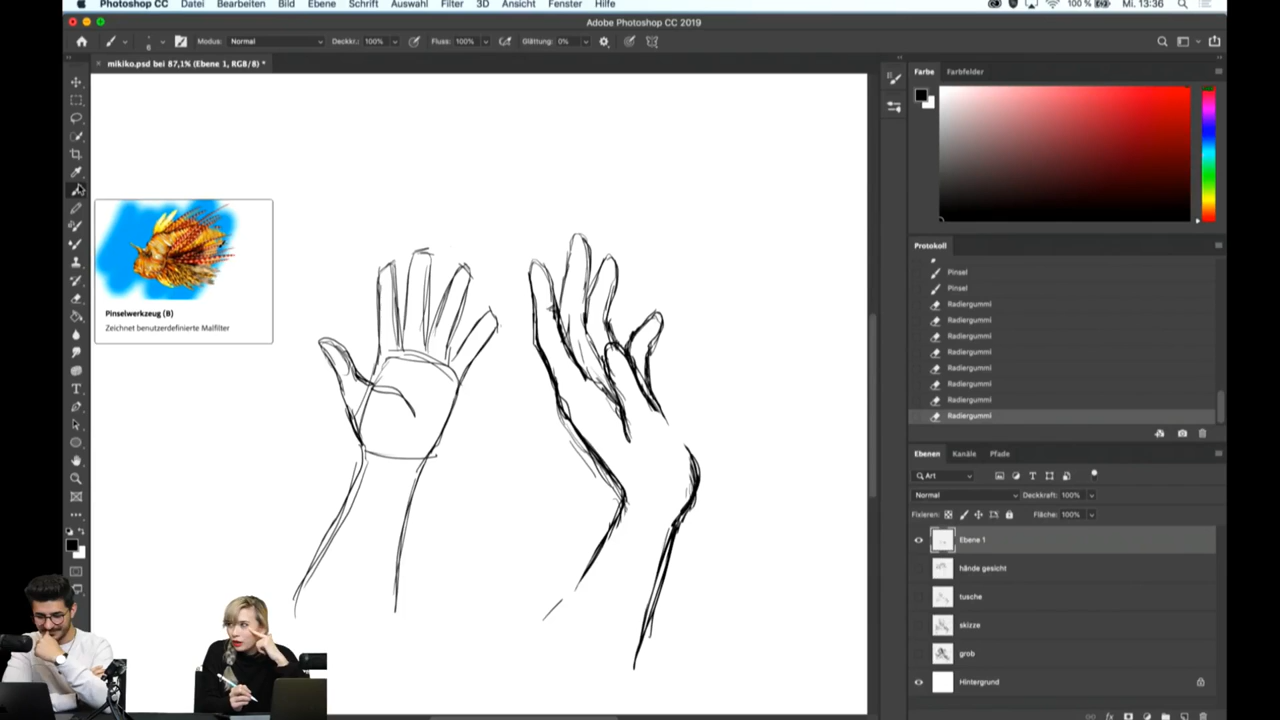 Photoshop CC Datei Bearbeiten Bild Ebene Schrift Auswahl Filter 3D Ansicht Fenster Hilfe 100 % Mi. 13:36
Adobe Photoshop CC 2019
6 Modus: Normal Deckkr.: 100% Fluss: 100% Glättung: 0%
mikiko.psd bei 87,1% (Ebene 1, RGB/8) *
Farbe Farbfelder
Pinselwerkzeug (B)
Zeichnet benutzerdefinierte Malfilter
Protokoll
Pinsel
Pinsel
Radiergummi
Radiergummi
Radiergummi
Radiergummi
Radiergummi
Radiergummi
Radiergummi
Radiergummi
Ebenen Kanäle Pfade
Art
Normal Deckkraft: 100%
Fixieren: Fläche: 100%
Ebene 1
hände gesicht
tusche
skizze
grob
Hintergrund